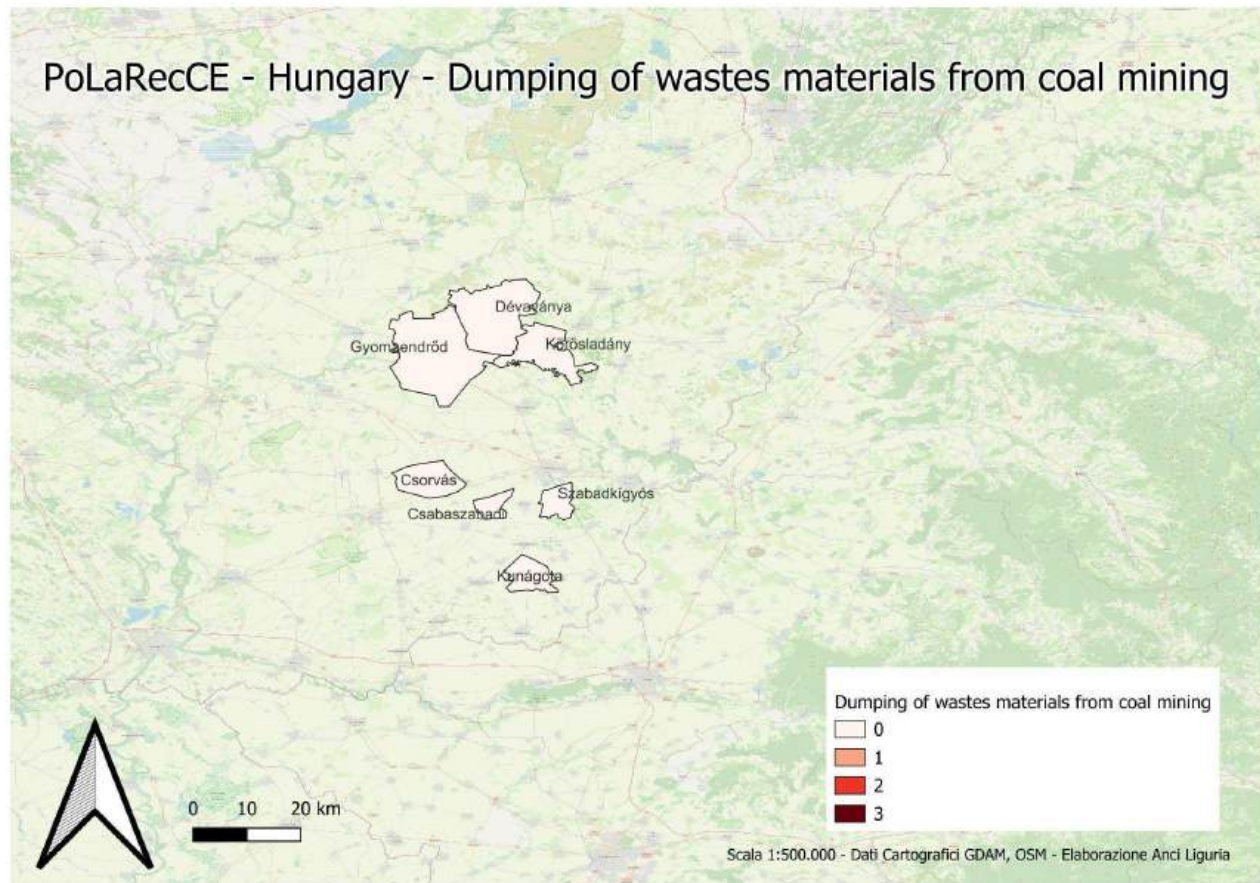 PoLaRecCE - Hungary - Dumping of wastes materials from coal mining
Dévaványa
Gyomaendrőd
Körösladány
Csorvás
Szabadkígyós
Csabaszabadi
Kunágota
Dumping of wastes materials from coal mining
0
1
2
3
0 10 20 km
Scala 1:500.000 - Dati Cartografici GDAM, OSM - Elaborazione Anci Liguria